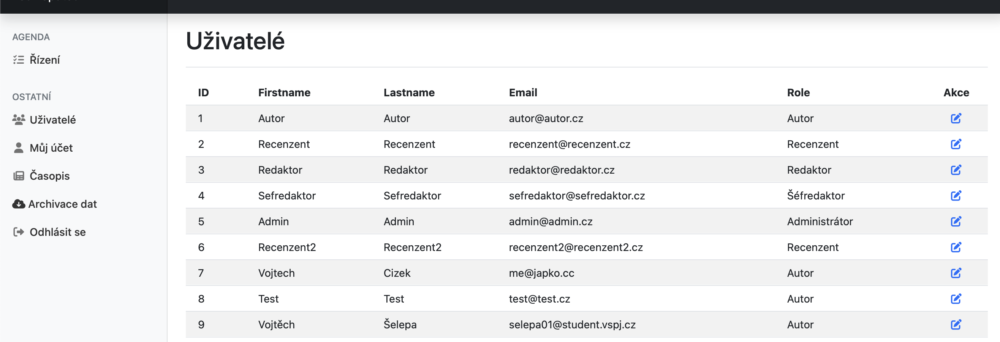 AGENDA
Řízení
OSTATNÍ
Uživatelé
Můj účet
Časopis
Archivace dat
Odhlásit se
Uživatelé
ID Firstname Lastname Email Role Akce
1 Autor Autor autor@autor.cz Autor
2 Recenzent Recenzent recenzent@recenzent.cz Recenzent
3 Redaktor Redaktor redaktor@redaktor.cz Redaktor
4 Sefredaktor Sefredaktor sefredaktor@sefredaktor.cz Šéfredaktor
5 Admin Admin admin@admin.cz Administrátor
6 Recenzent2 Recenzent2 recenzent2@recenzent2.cz Recenzent
7 Vojtech Cizek me@japko.cc Autor
8 Test Test test@test.cz Autor
9 Vojtěch Šelepa selepa01@student.vspj.cz Autor